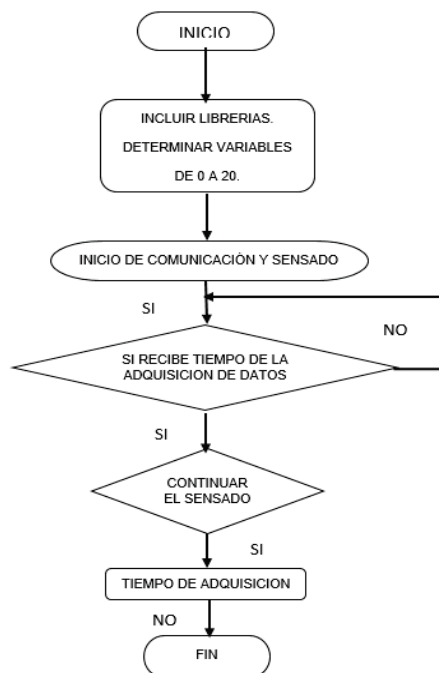 INICIO
INCLUIR LIBRERIAS.
DETERMINAR VARIABLES
DE 0 A 20.
INICIO DE COMUNICACIÓN Y SENSADO
SI
NO
SI RECIBE TIEMPO DE LA
ADQUISICION DE DATOS
SI
CONTINUAR
EL SENSADO
SI
TIEMPO DE ADQUISICION
NO
FIN